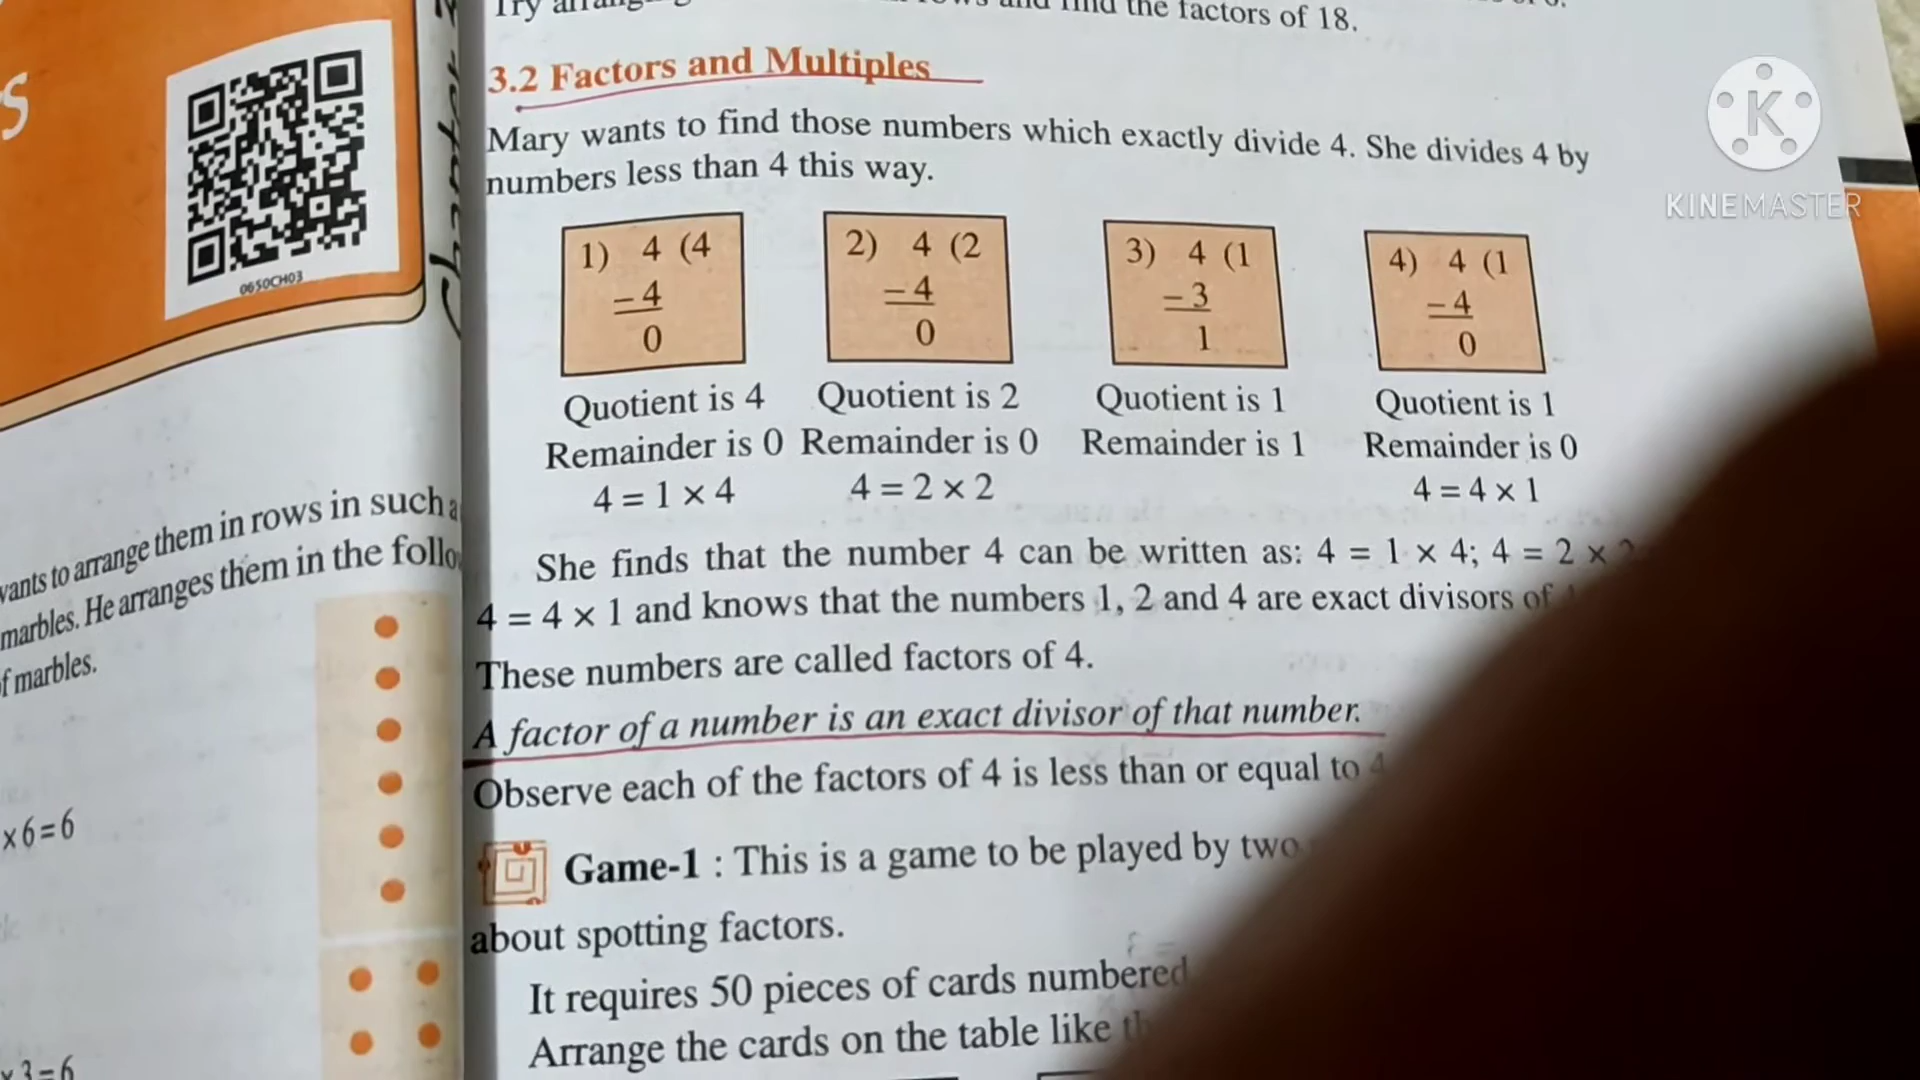 the factors of 18.
3.2 Factors and Multiples
Mary wants to find those numbers which exactly divide 4. She divides 4 by
numbers less than 4 this way.
1) 4 (4
2) 4 (2
3) 4 (1
4) 4 (1
– 4
– 4
– 3
– 4
0
0
1
0
Quotient is 4
Quotient is 2
Quotient is 1
Quotient is 1
Remainder is 0
Remainder is 0
Remainder is 1
Remainder is 0
4 = 1 × 4
4 = 2 × 2
4 = 4 × 1
She finds that the number 4 can be written as: 4 = 1 × 4; 4 = 2 ×
4 = 4 × 1 and knows that the numbers 1, 2 and 4 are exact divisors of
These numbers are called factors of 4.
A factor of a number is an exact divisor of that number.
Observe each of the factors of 4 is less than or equal to 4
Game-1 : This is a game to be played by two
about spotting factors.
It requires 50 pieces of cards numbered
Arrange the cards on the table like
0650CH03
wants to arrange them in rows in such a
marbles. He arranges them in the
f marbles.
× 6 = 6
× 3 = 6
K
KINEMASTER